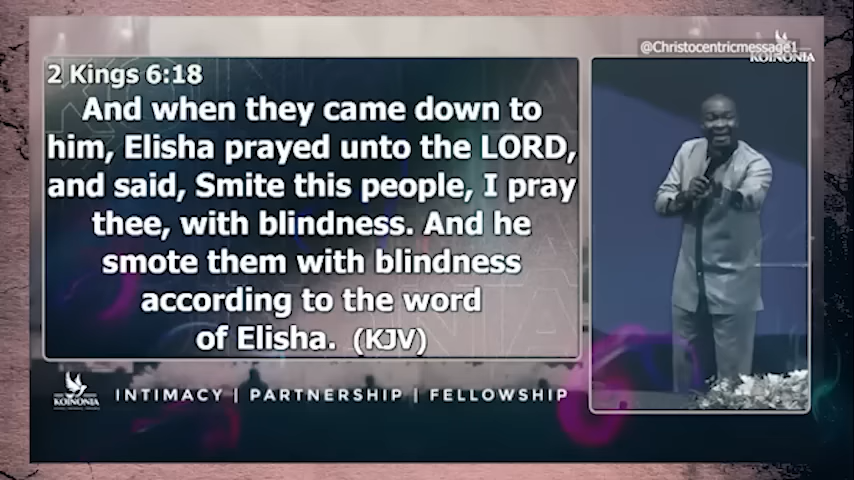 @Christocentricmessage1
KOINONIA
2 Kings 6:18
And when they came down to
him, Elisha prayed unto the LORD,
and said, Smite this people, I pray
thee, with blindness. And he
smote them with blindness
according to the word
of Elisha. (KJV)
KOINONIA
INTIMACY | PARTNERSHIP | FELLOWSHIP